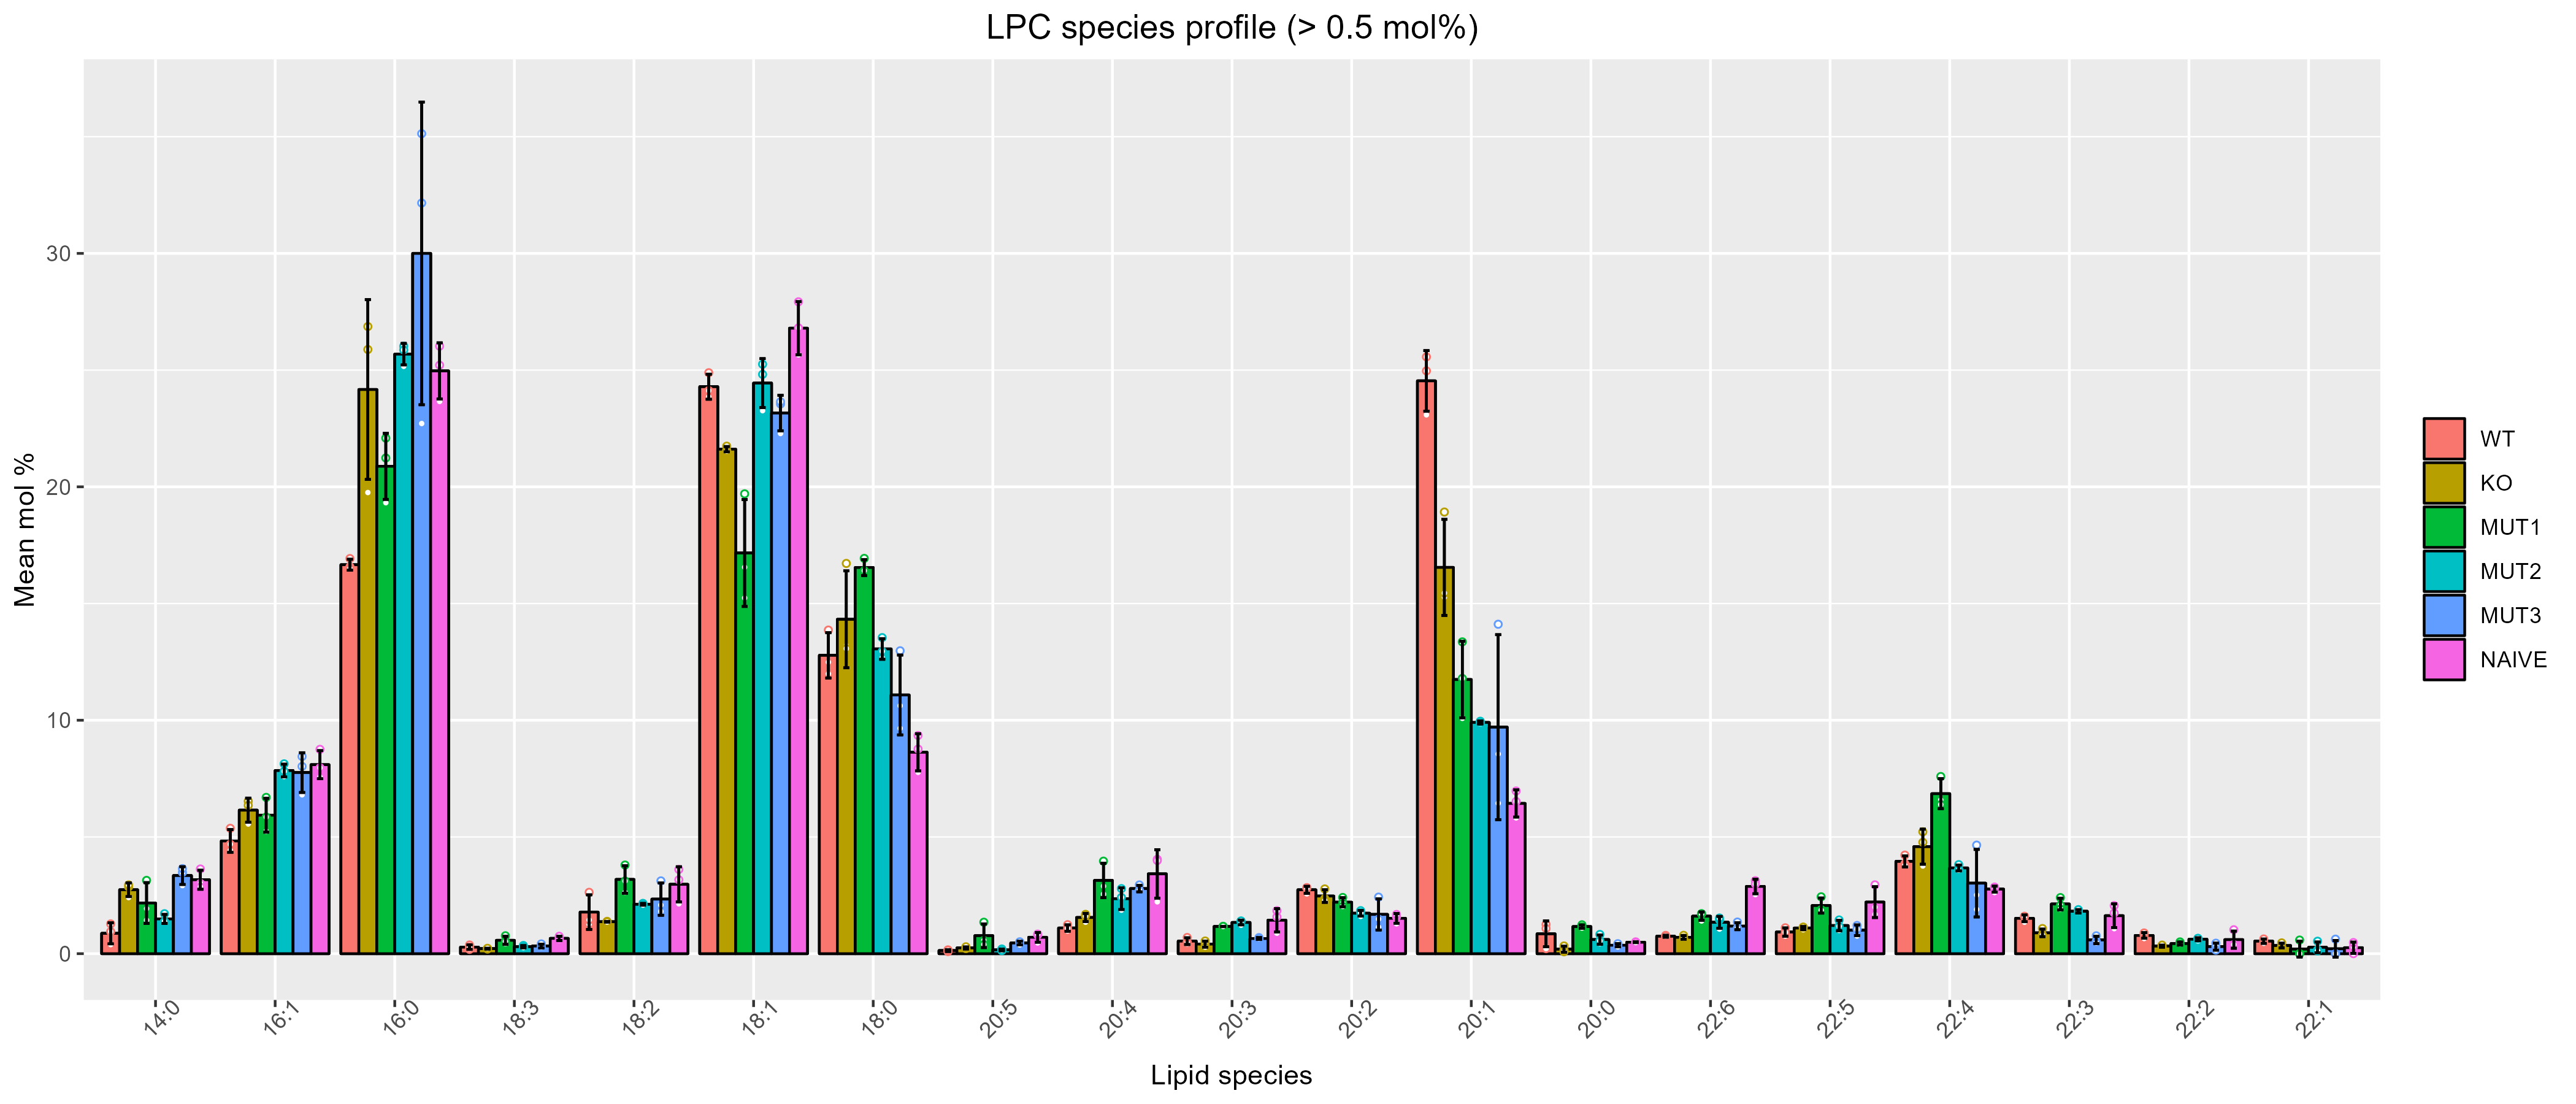 LPC species profile (> 0.5 mol%)
Mean mol %
30
20
10
0
14:0
16:1
16:0
18:3
18:2
18:1
18:0
20:5
20:4
20:3
20:2
20:1
20:0
22:6
22:5
22:4
22:3
22:2
22:1
Lipid species
WT
KO
MUT1
MUT2
MUT3
NAIVE